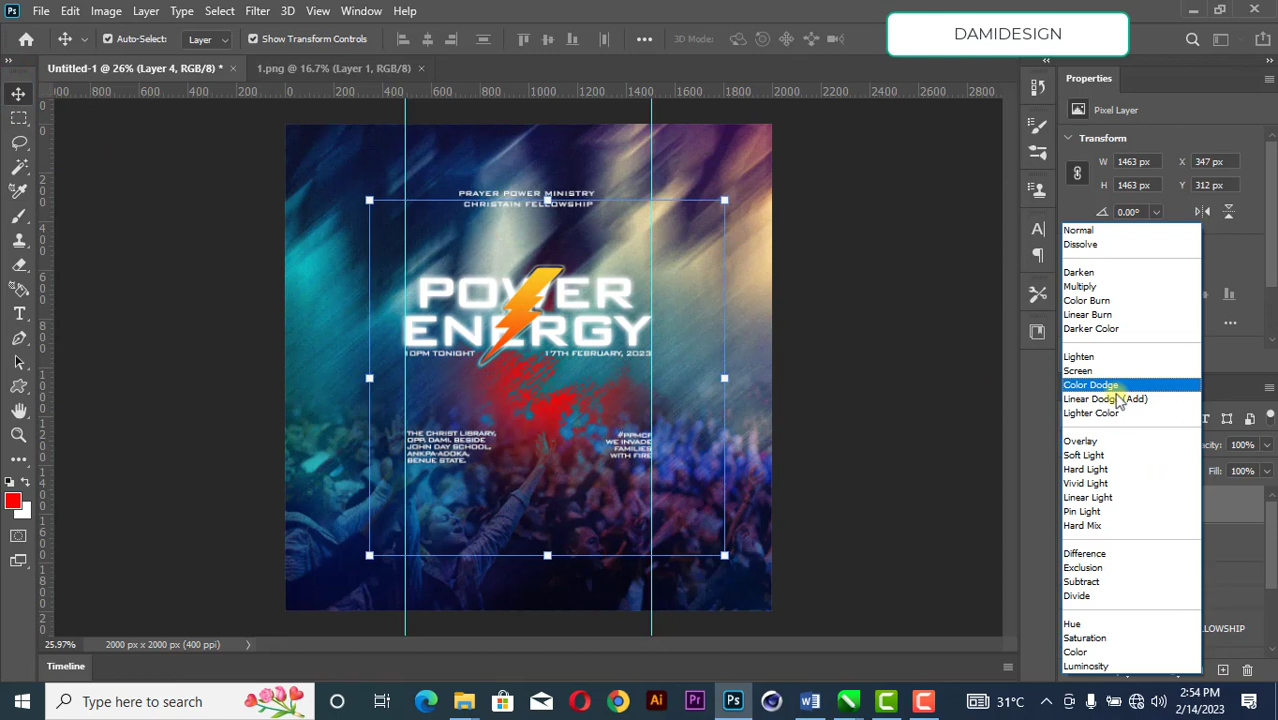 Ps File Edit Image Layer Type Select Filter 3D View Window Help
DAMIDESIGN
Auto-Select: Layer Show Transform Controls 3D Mode:
Untitled-1 @ 26% (Layer 4, RGB/8) * × 1.png @ 16.7% (Layer 1, RGB/8) ×
Properties
Pixel Layer
Transform
W 1463 px X 347 px
H 1463 px Y 312 px
0.00°
PRAYER POWER MINISTRY
CHRISTAIN FELLOWSHIP
POWER
ENERGY
10PM TONIGHT 17TH FEBRUARY, 2023
THE CHRIST LIBRARY,
OPP. DAMI, BESIDE
JOHN DAY SCHOOL,
ANKPA-ADOKA,
BENUE STATE.
#PPMCF
WE INVADE
FAMILIES
WITH FIRE
Normal
Dissolve
Darken
Multiply
Color Burn
Linear Burn
Darker Color
Lighten
Screen
Color Dodge
Linear Dodge (Add)
Lighter Color
Overlay
Soft Light
Hard Light
Vivid Light
Linear Light
Pin Light
Hard Mix
Difference
Exclusion
Subtract
Divide
Hue
Saturation
Color
Luminosity
100%
Fill: 100%
25.97% 2000 px x 2000 px (400 ppi)
Timeline
Type here to search
Ai Pr Ps
31°C
2:54 PM
2/14/2023